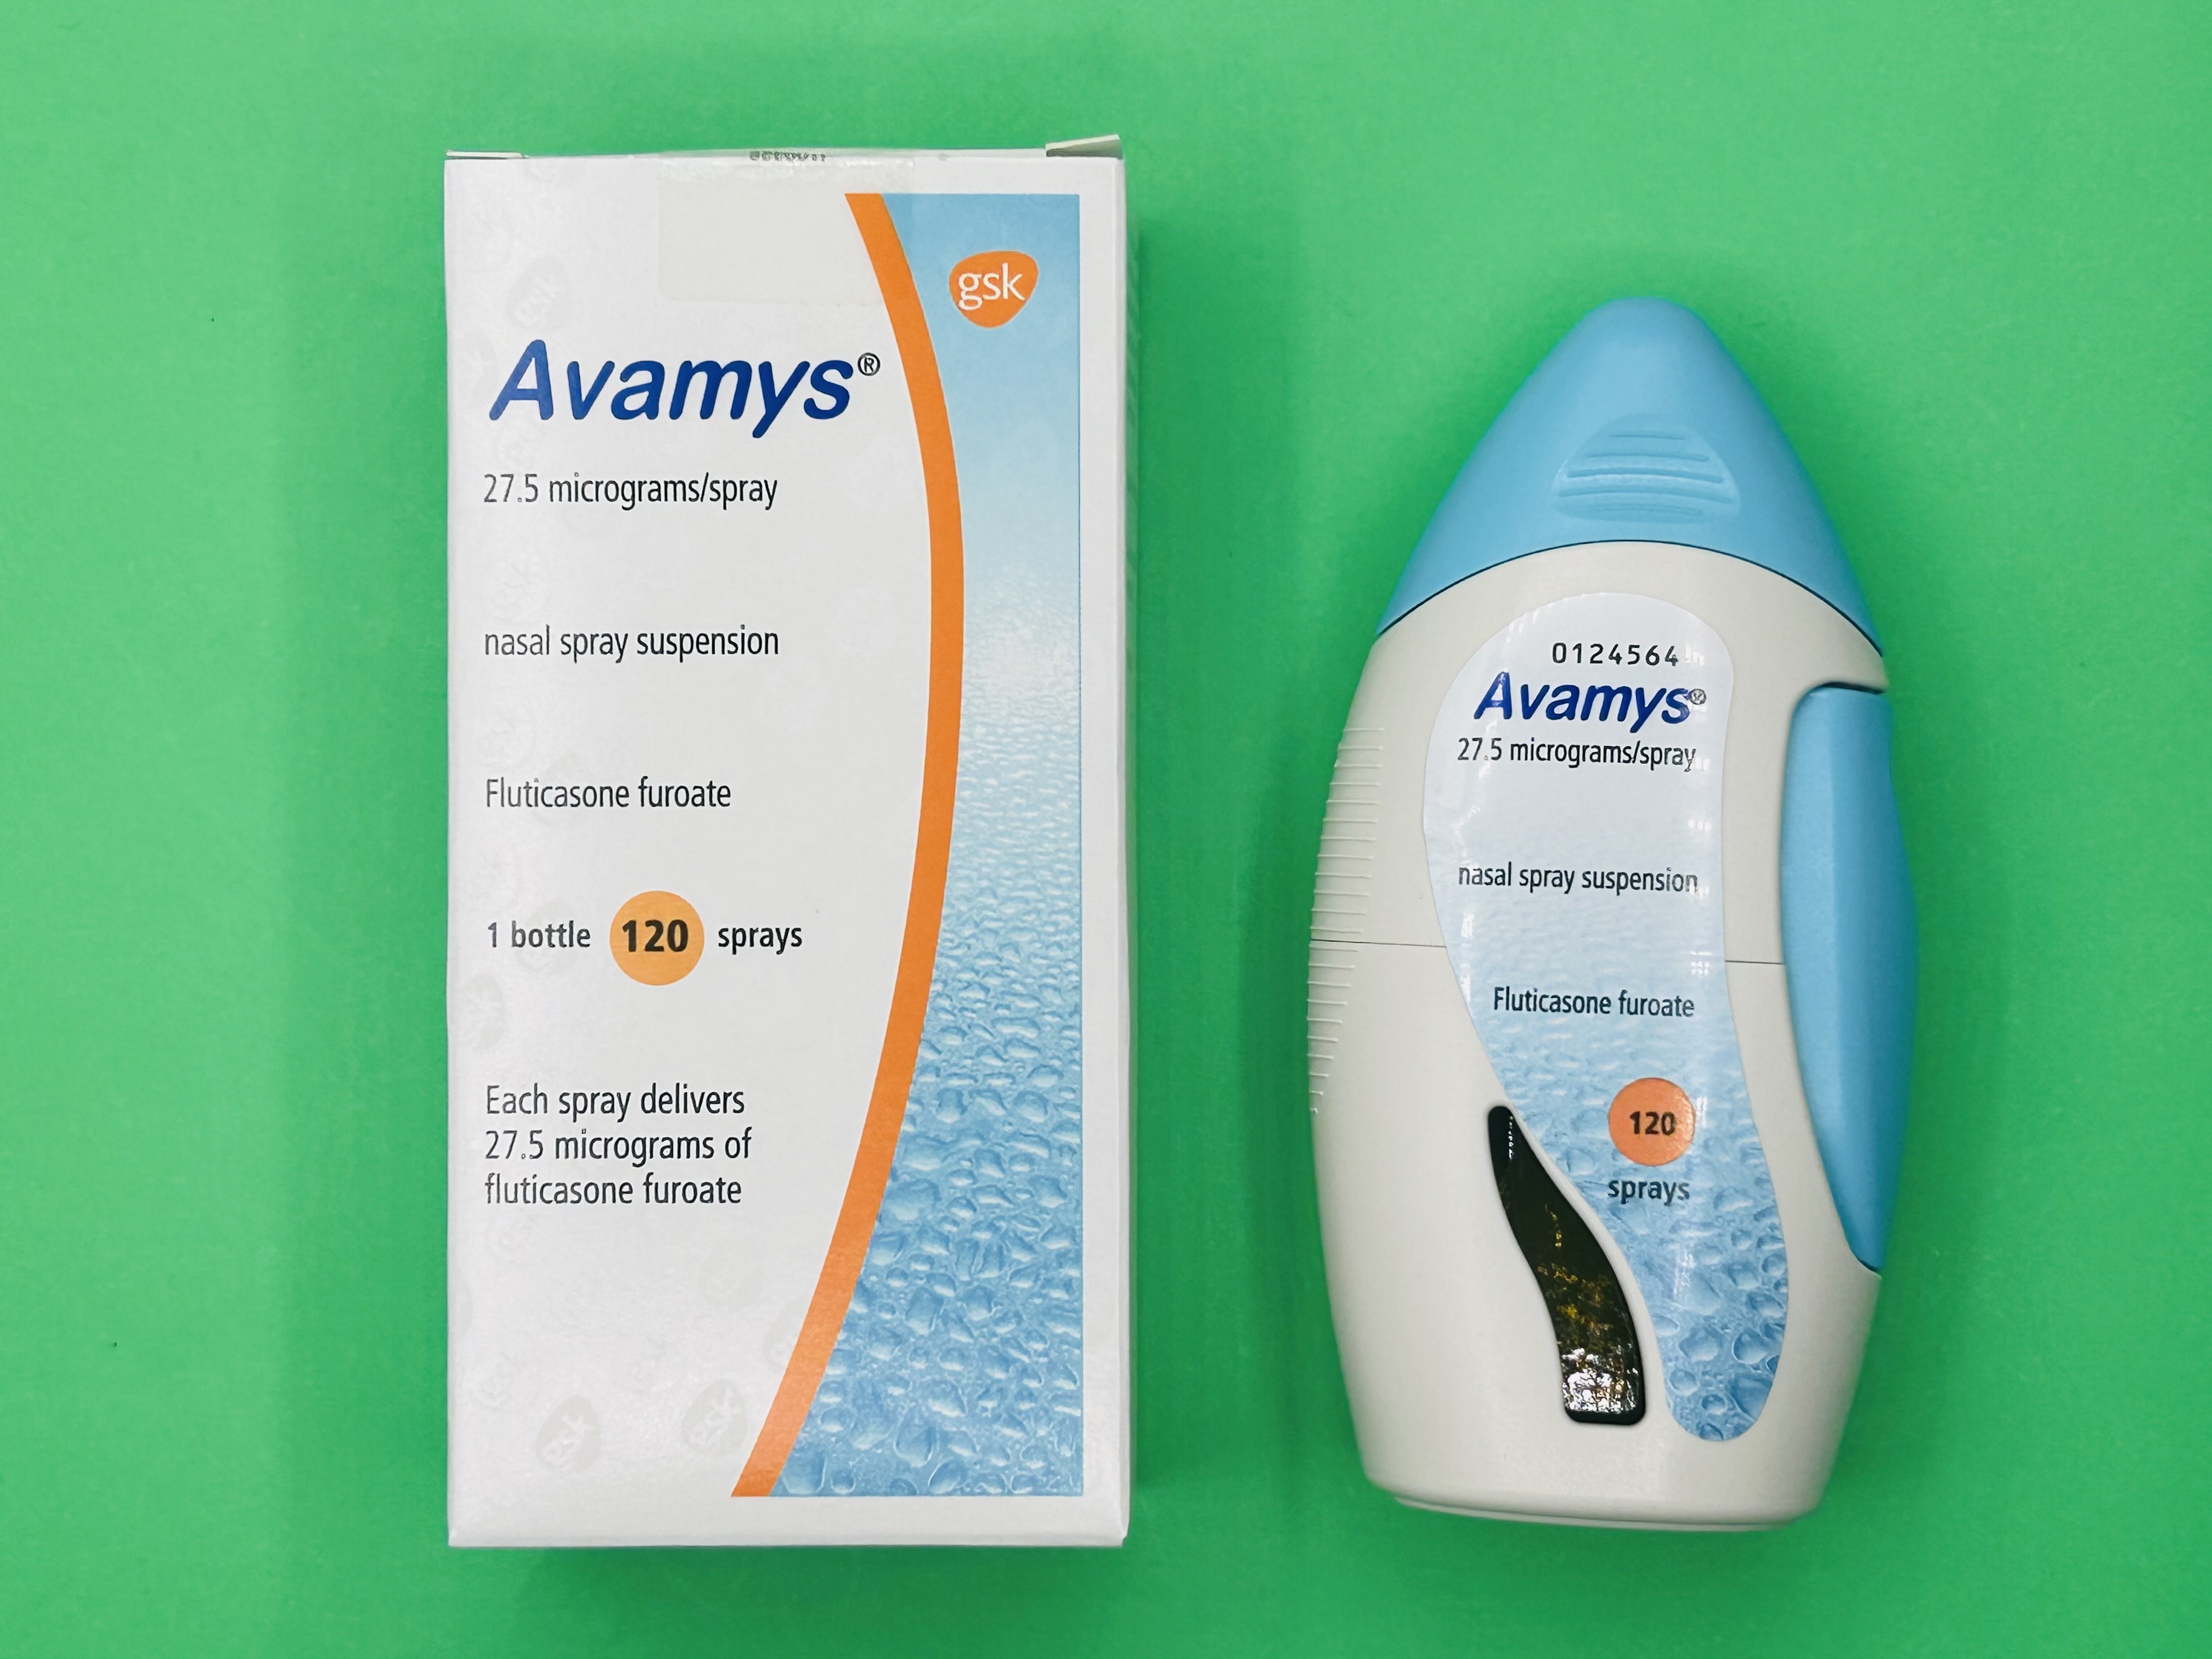 gsk
Avamys®
27.5 micrograms/spray
nasal spray suspension
Fluticasone furoate
1 bottle 120 sprays
Each spray delivers
27.5 micrograms of
fluticasone furoate
0124564
Avamys®
27.5 micrograms/spray
nasal spray suspension
Fluticasone furoate
120
sprays